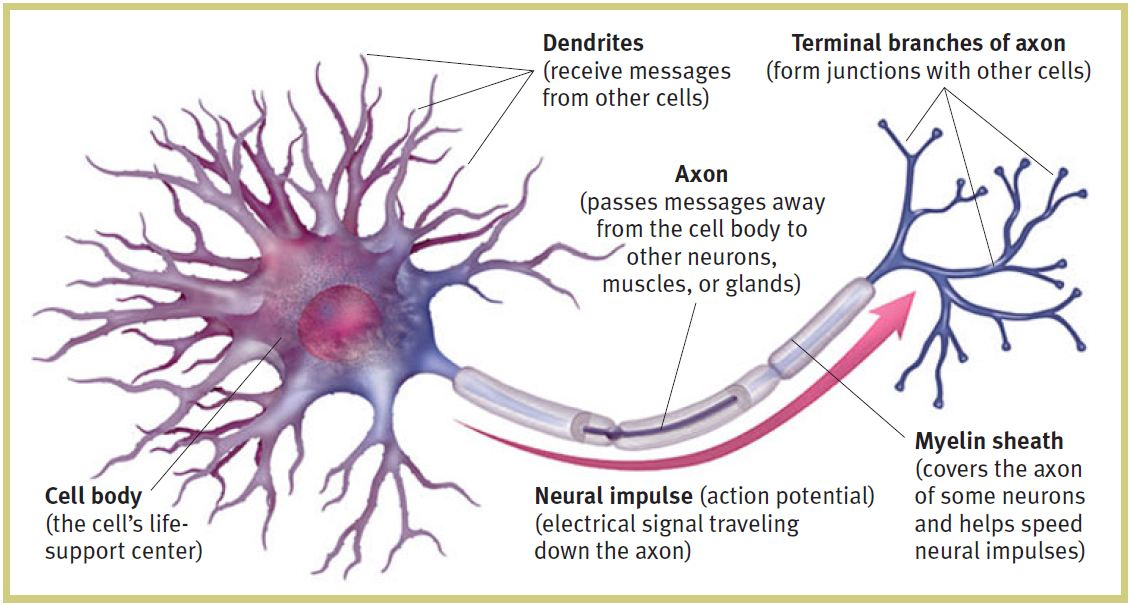 Dendrites
(receive messages
from other cells)
Terminal branches of axon
(form junctions with other cells)
Axon
(passes messages away
from the cell body to
other neurons,
muscles, or glands)
Myelin sheath
(covers the axon
of some neurons
and helps speed
neural impulses)
Cell body
(the cell’s life-
support center)
Neural impulse (action potential)
(electrical signal traveling
down the axon)